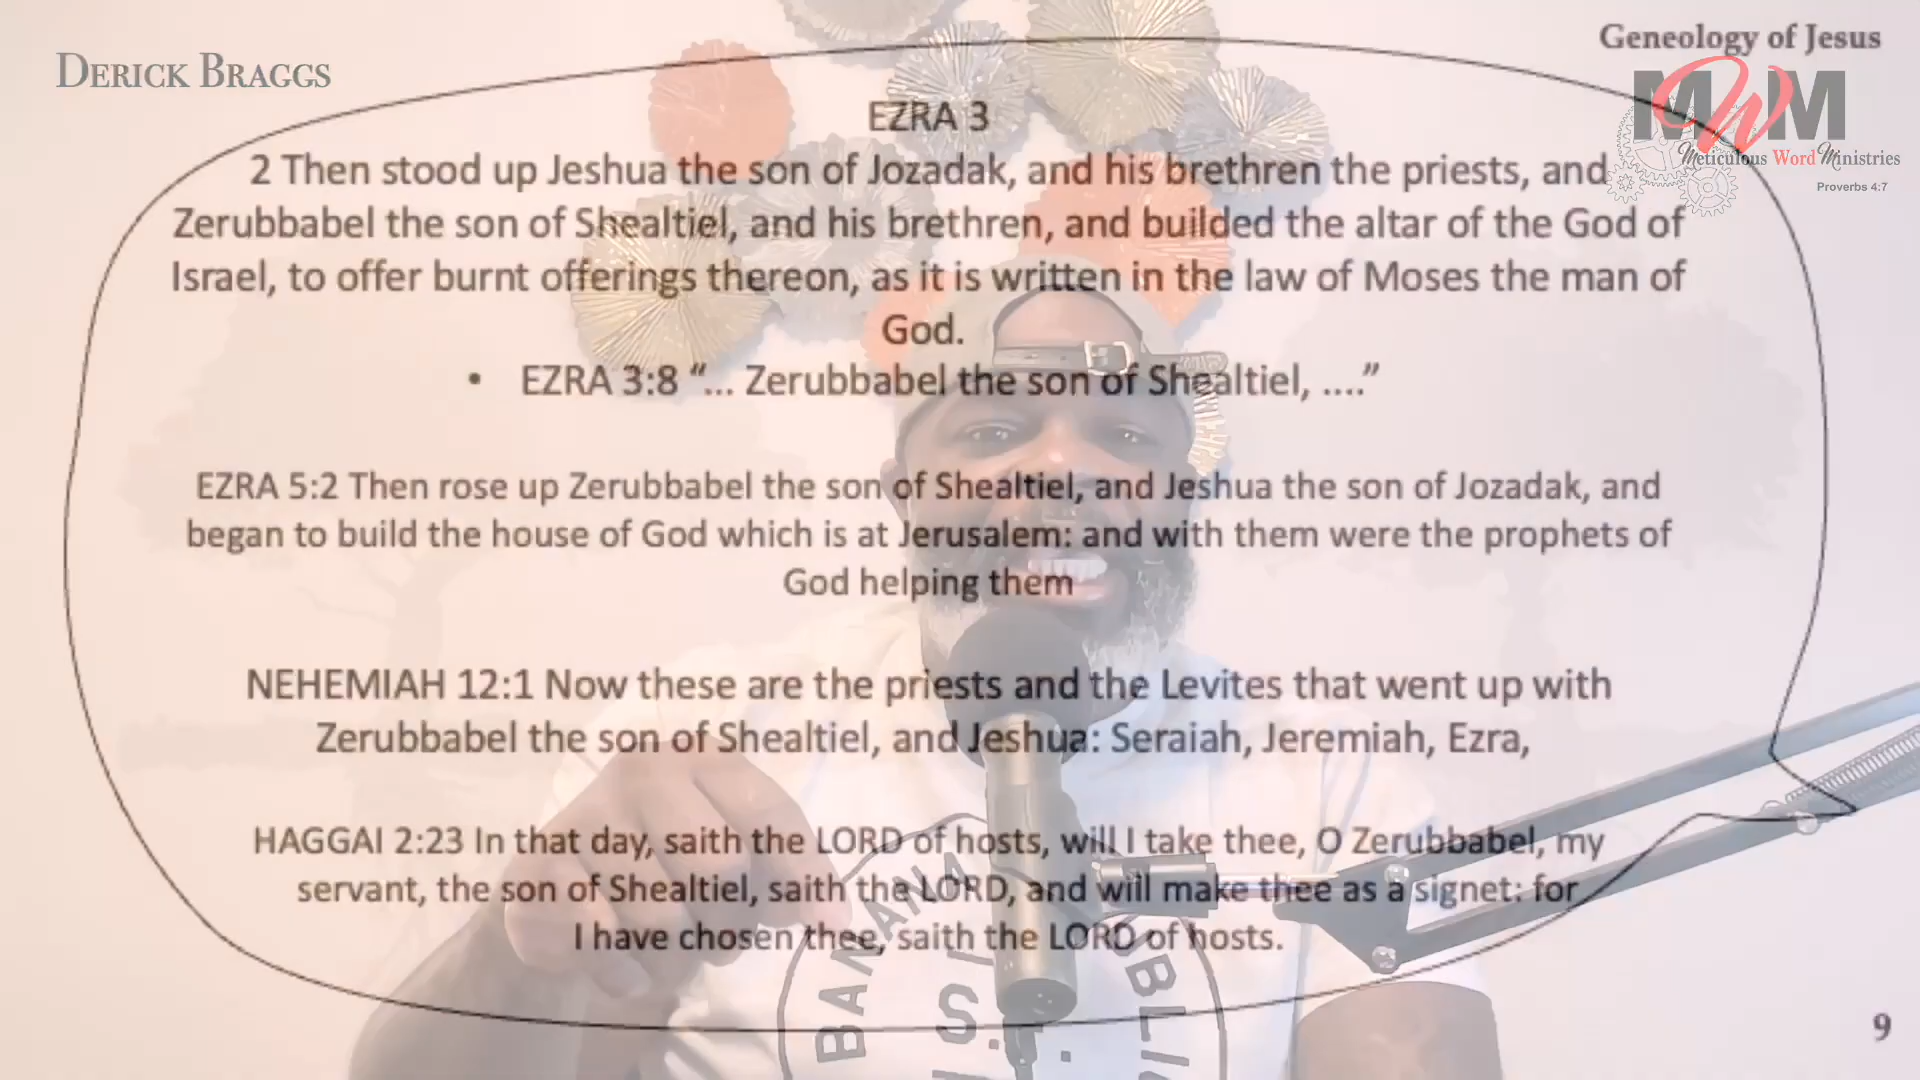 DERICK BRAGGS
Geneology of Jesus
MWM
Meticulous Word Ministries
Proverbs 4:7
EZRA 3
2 Then stood up Jeshua the son of Jozadak, and his brethren the priests, and
Zerubbabel the son of Shealtiel, and his brethren, and builded the altar of the God of
Israel, to offer burnt offerings thereon, as it is written in the law of Moses the man of
God.
• EZRA 3:8 “... Zerubbabel the son of Shealtiel, ....”
EZRA 5:2 Then rose up Zerubbabel the son of Shealtiel, and Jeshua the son of Jozadak, and
began to build the house of God which is at Jerusalem: and with them were the prophets of
God helping them
NEHEMIAH 12:1 Now these are the priests and the Levites that went up with
Zerubbabel the son of Shealtiel, and Jeshua: Seraiah, Jeremiah, Ezra,
HAGGAI 2:23 In that day, saith the LORD of hosts, will I take thee, O Zerubbabel, my
servant, the son of Shealtiel, saith the LORD, and will make thee as a signet: for
I have chosen thee, saith the LORD of hosts.
BANANA
9